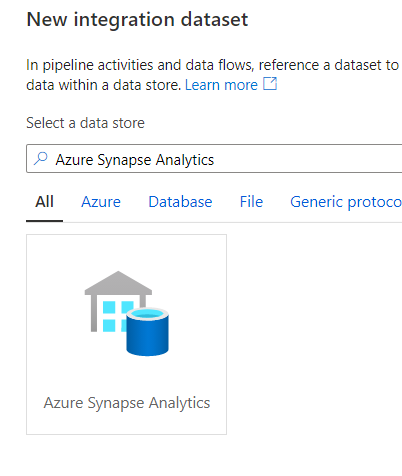 New integration dataset
In pipeline activities and data flows, reference a dataset to
data within a data store. Learn more
Select a data store
Azure Synapse Analytics
All Azure Database File Generic protoco
Azure Synapse Analytics